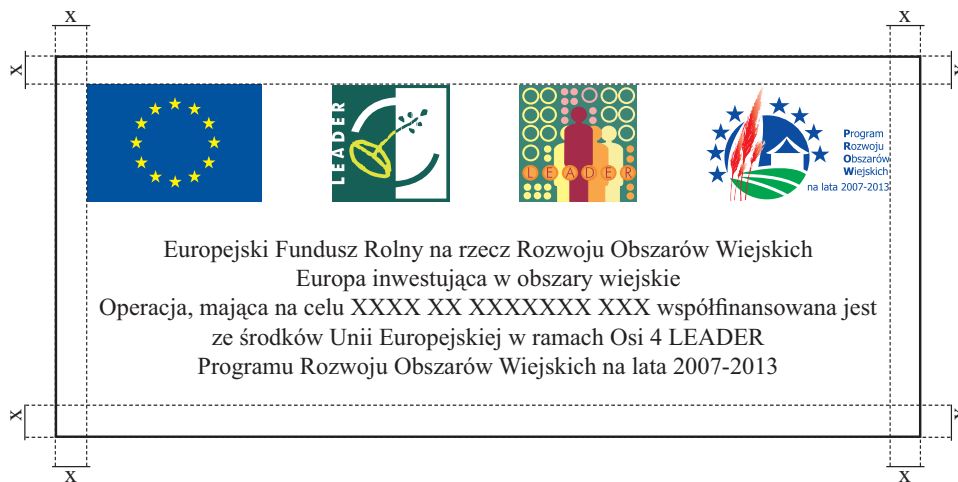 x x
x x
LEADER
LEADER
Program
Rozwoju
Obszarów
Wiejskich
na lata 2007-2013
Europejski Fundusz Rolny na rzecz Rozwoju Obszarów Wiejskich
Europa inwestująca w obszary wiejskie
Operacja, mająca na celu XXXX XX XXXXXXX XXX współfinansowana jest
ze środków Unii Europejskiej w ramach Osi 4 LEADER
Programu Rozwoju Obszarów Wiejskich na lata 2007-2013
x x
x x